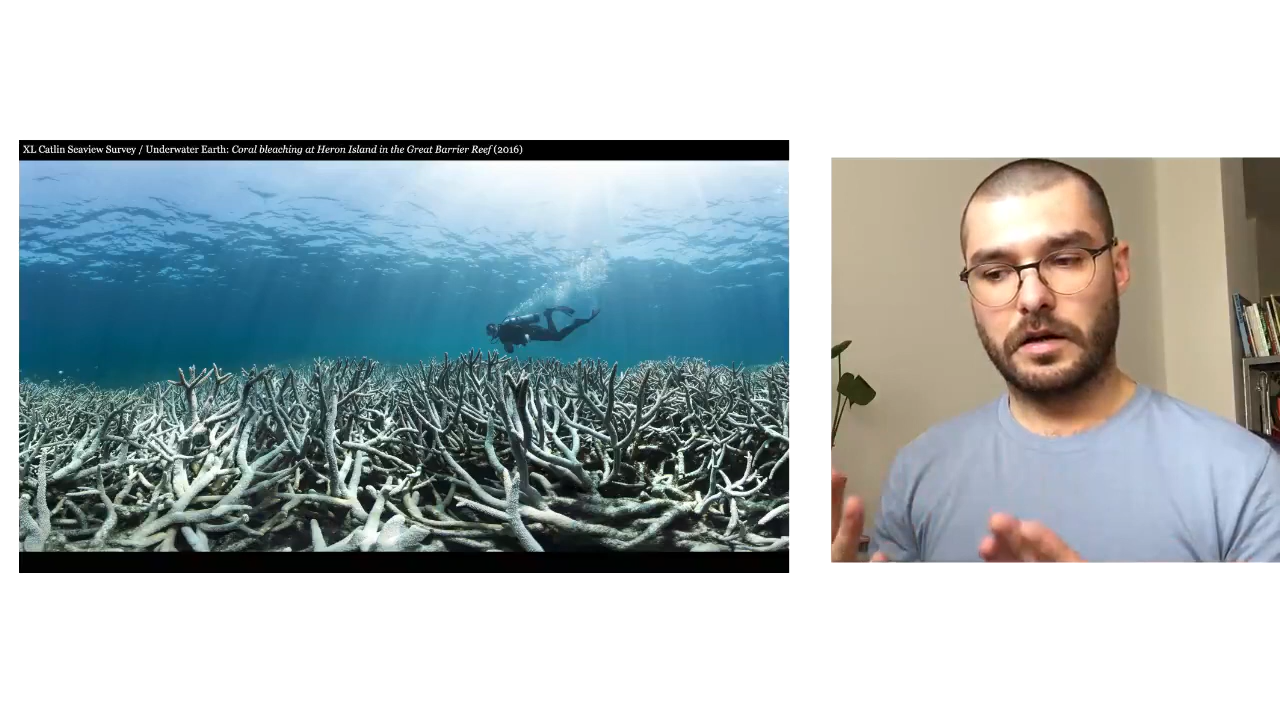 XL Catlin Seaview Survey / Underwater Earth: Coral bleaching at Heron Island in the Great Barrier Reef (2016)